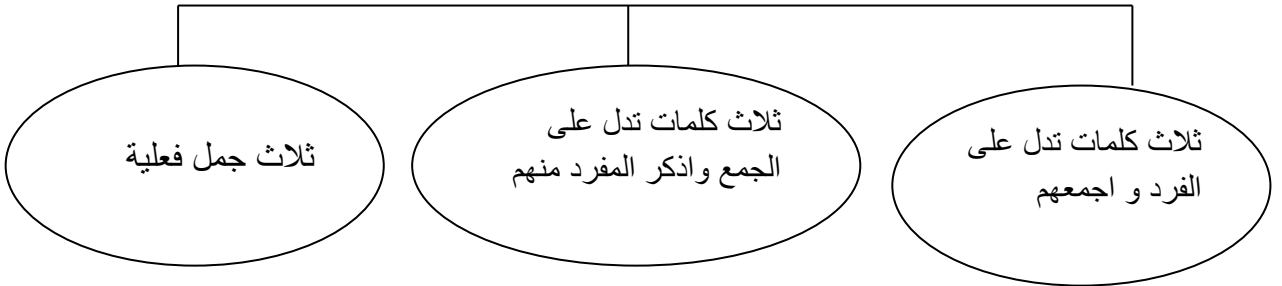 ثلاث كلمات تدل على
الفرد و اجمعهم
ثلاث كلمات تدل على
الجمع واذكر المفرد منهم
ثلاث جمل فعلية